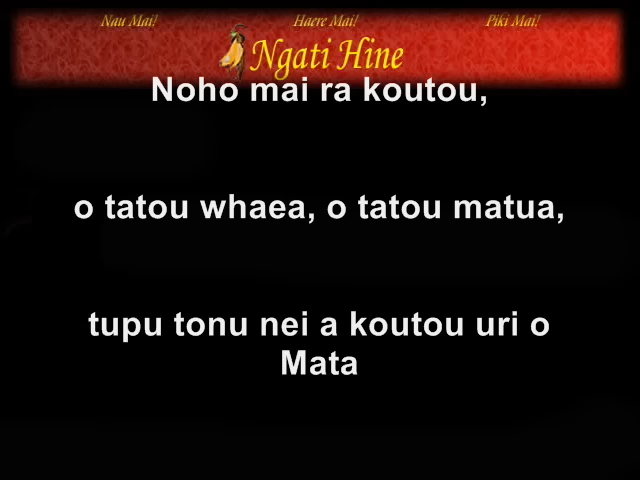 Nau Mai! Haere Mai! Piki Mai!
Ngati Hine
Noho mai ra koutou,
o tatou whaea, o tatou matua,
tupu tonu nei a koutou uri o
Mata